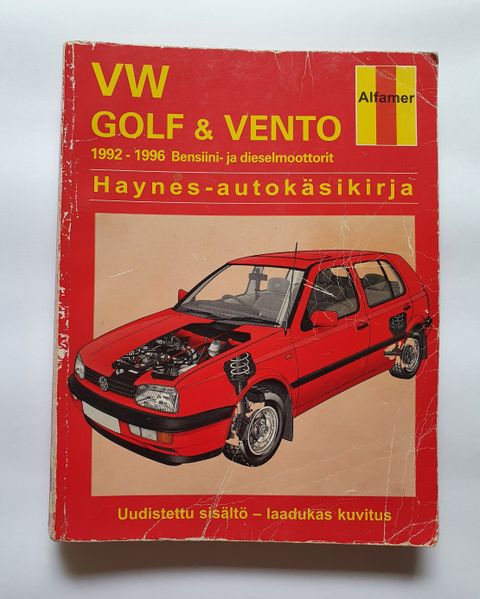 VW
Alfamer
GOLF & VENTO
1992 - 1996 Bensiini- ja dieselmoottorit
Haynes-autokäsikirja
Uudistettu sisältö – laadukas kuvitus